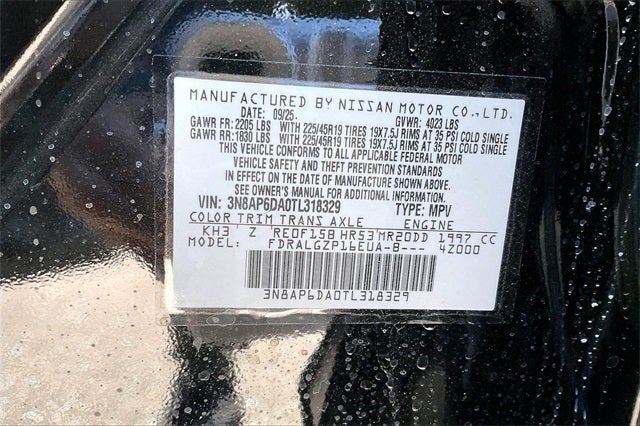 MANUFACTURED BY NISSAN MOTOR CO.,LTD.
DATE: 09/25. GVWR: 4023 LBS
GAWR FR: 2205 LBS WITH 225/45R19 TIRES 19X7.5J RIMS AT 35 PSI COLD SINGLE
GAWR RR: 1830 LBS WITH 225/45R19 TIRES 19X7.5J RIMS AT 35 PSI COLD SINGLE
THIS VEHICLE CONFORMS TO ALL APPLICABLE FEDERAL MOTOR
VEHICLE SAFETY AND THEFT PREVENTION STANDARDS
IN EFFECT ON THE DATE OF MANUFACTURE SHOWN ABOVE.
SEE OWNER'S MANUAL FOR ADDITIONAL INFORMATION.
VIN: 3N8AP6DA0TL318329 TYPE: MPV
COLOR TRIM TRANS AXLE ENGINE
KH3 Z RE0F15B HR53 MR20DD 1997 CC
MODEL: FDRALGZP16EUA-B--- 4Z000
3N8AP6DA0TL318329